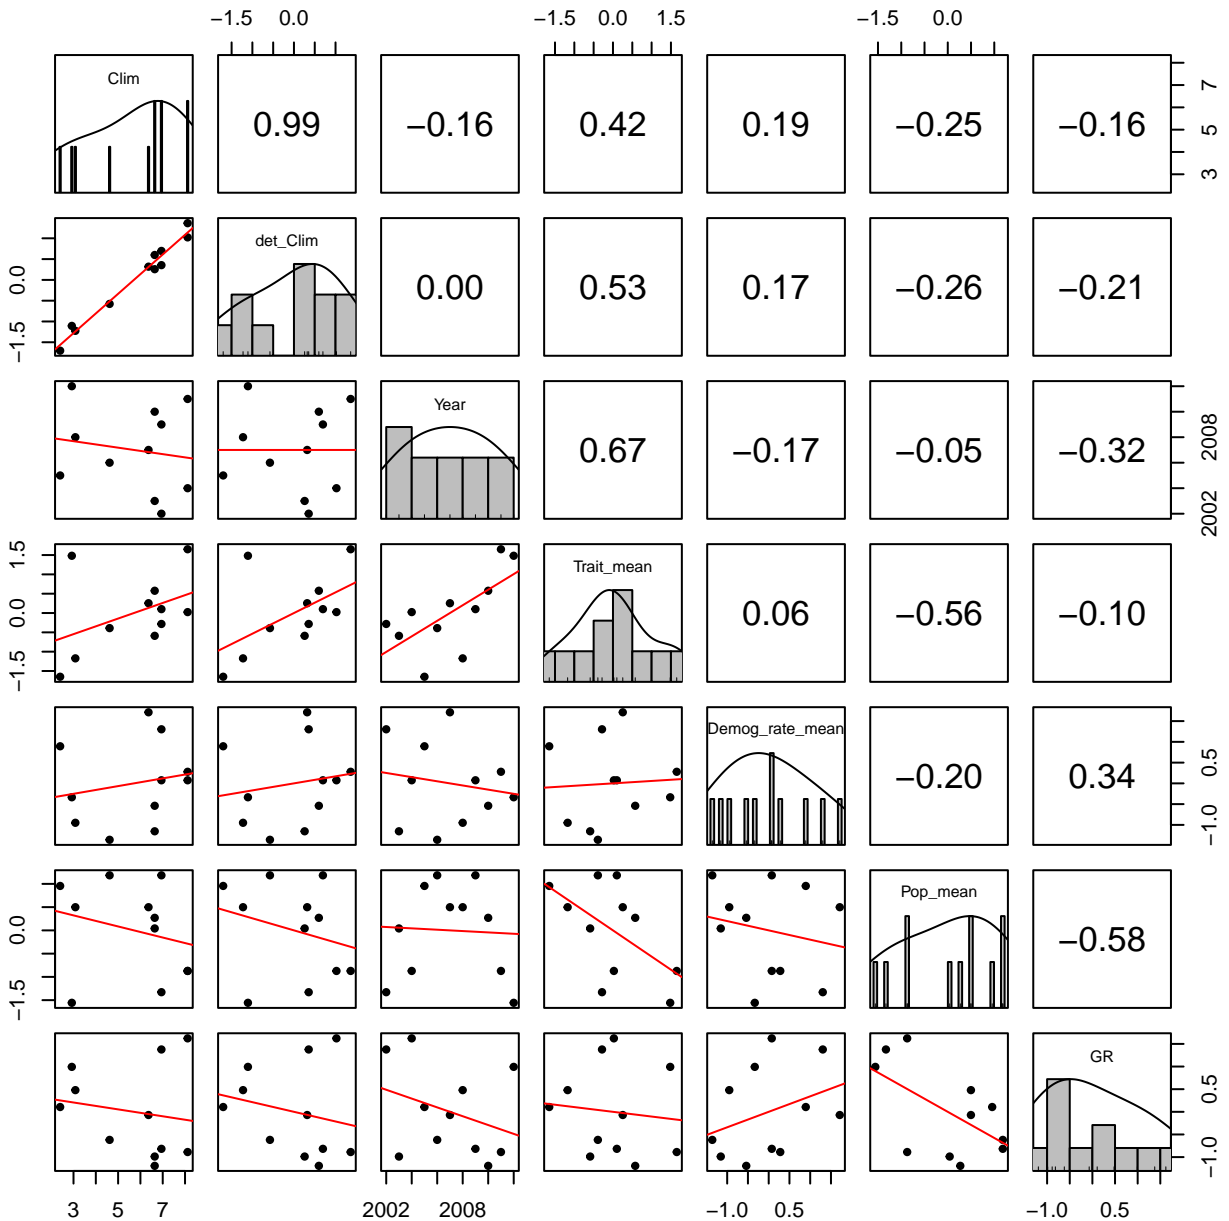 −1.5 0.0 −1.5 0.0 1.5 −1.5 0.0
Clim 0.99 −0.16 0.42 0.19 −0.25 −0.16
3 5 7
det_Clim 0.00 0.53 0.17 −0.26 −0.21
−1.5 0.0
Year 0.67 −0.17 −0.05 −0.32
2002 2008
Trait_mean 0.06 −0.56 −0.10
−1.5 0.0 1.5
Demog_rate_mean −0.20 0.34
−1.0 0.5
Pop_mean −0.58
−1.5 0.0
GR
−1.0 0.5
3 5 7 2002 2008 −1.0 0.5 −1.0 0.5